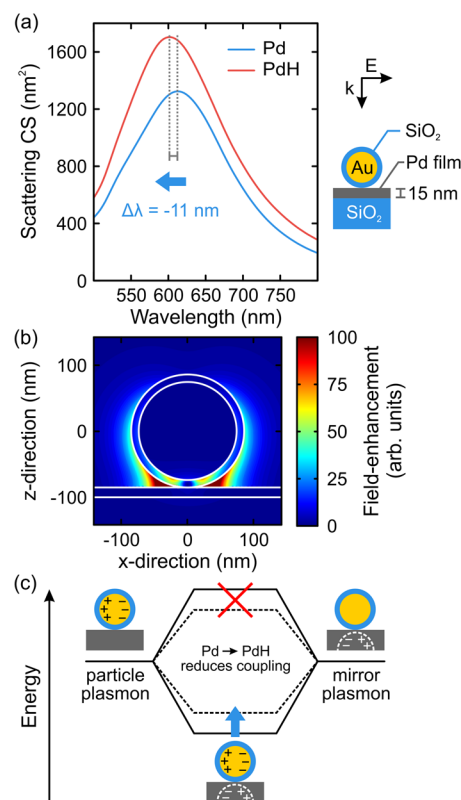 (a)
1600
1300
800
400
0
Scattering CS (nm²)
Pd
PdH
Δλ = -11 nm
550 600 650 700 750
Wavelength (nm)
E
k
SiO₂
Au
Pd film
15 nm
SiO₂
(b)
100
0
-100
z-direction (nm)
-100 0 100
x-direction (nm)
100
75
50
25
0
Field-enhancement
(arb. units)
(c)
Energy
+ −
+ −
+ −
particle
plasmon
Pd → PdH
reduces coupling
− +
− +
mirror
plasmon
+ −
+ −
+ −
− +
− +